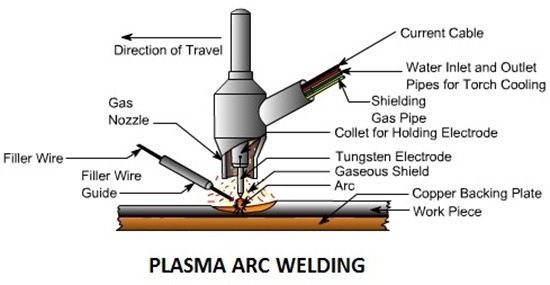 Current Cable
Direction of Travel
Water Inlet and Outlet
Pipes for Torch Cooling
Shielding
Gas Pipe
Gas
Nozzle
Collet for Holding Electrode
Filler Wire
Tungsten Electrode
Filler Wire
Guide
Gaseous Shield
Arc
Copper Backing Plate
Work Piece
PLASMA ARC WELDING